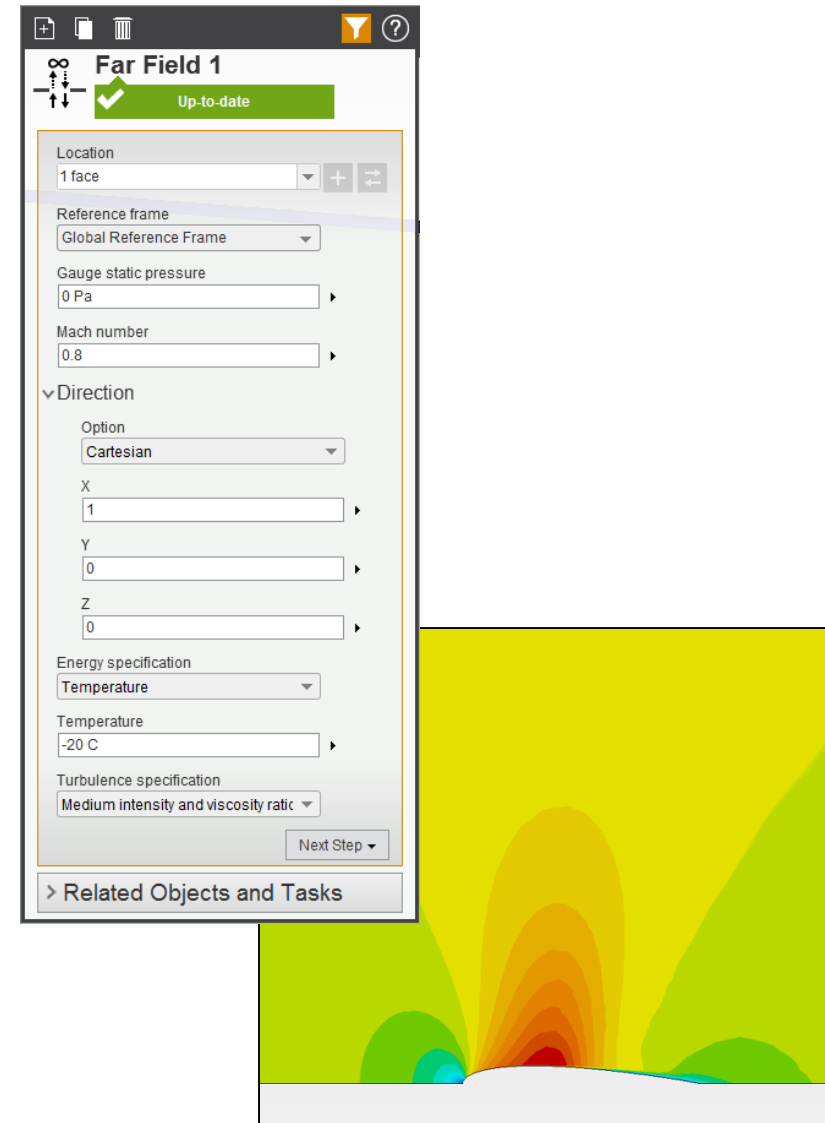 Far Field 1
Up-to-date
Location
1 face
Reference frame
Global Reference Frame
Gauge static pressure
0 Pa
Mach number
0.8
Direction
Option
Cartesian
X
1
Y
0
Z
0
Energy specification
Temperature
Temperature
-20 C
Turbulence specification
Medium intensity and viscosity ratic
Next Step
Related Objects and Tasks